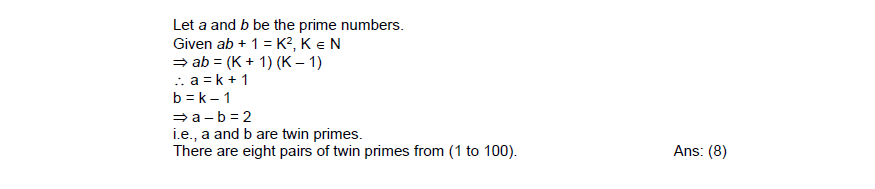 Let a and b be the prime numbers.
Given ab + 1 = K², K ∈ N
⇒ ab = (K + 1) (K – 1)
∴ a = k + 1
b = k – 1
⇒ a – b = 2
i.e., a and b are twin primes.
There are eight pairs of twin primes from (1 to 100). Ans: (8)